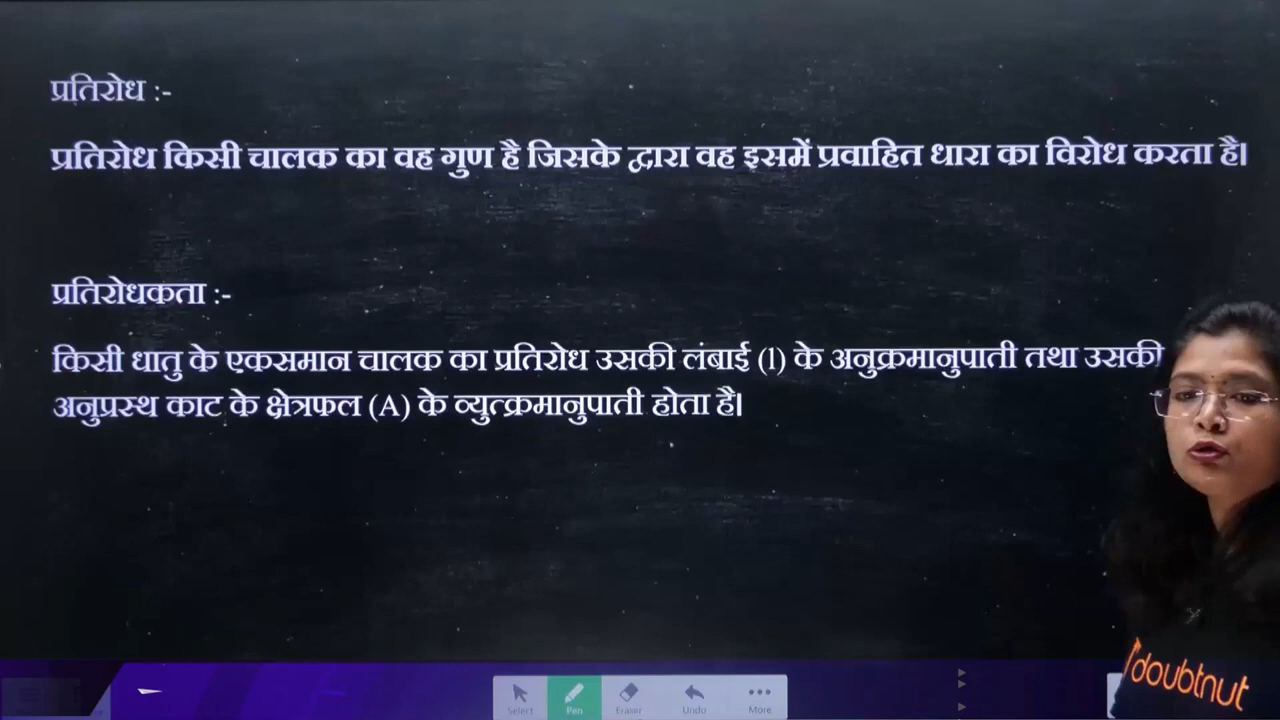 प्रतिरोध :-
प्रतिरोध किसी चालक का वह गुण है जिसके द्वारा वह इसमें प्रवाहित धारा का विरोध करता है।
प्रतिरोधकता :-
किसी धातु के एकसमान चालक का प्रतिरोध उसकी लंबाई (l) के अनुक्रमानुपाती तथा उसकी
अनुप्रस्थ काट के क्षेत्रफल (A) के व्युत्क्रमानुपाती होता है।
doubtnut
Select Pen Eraser Undo More